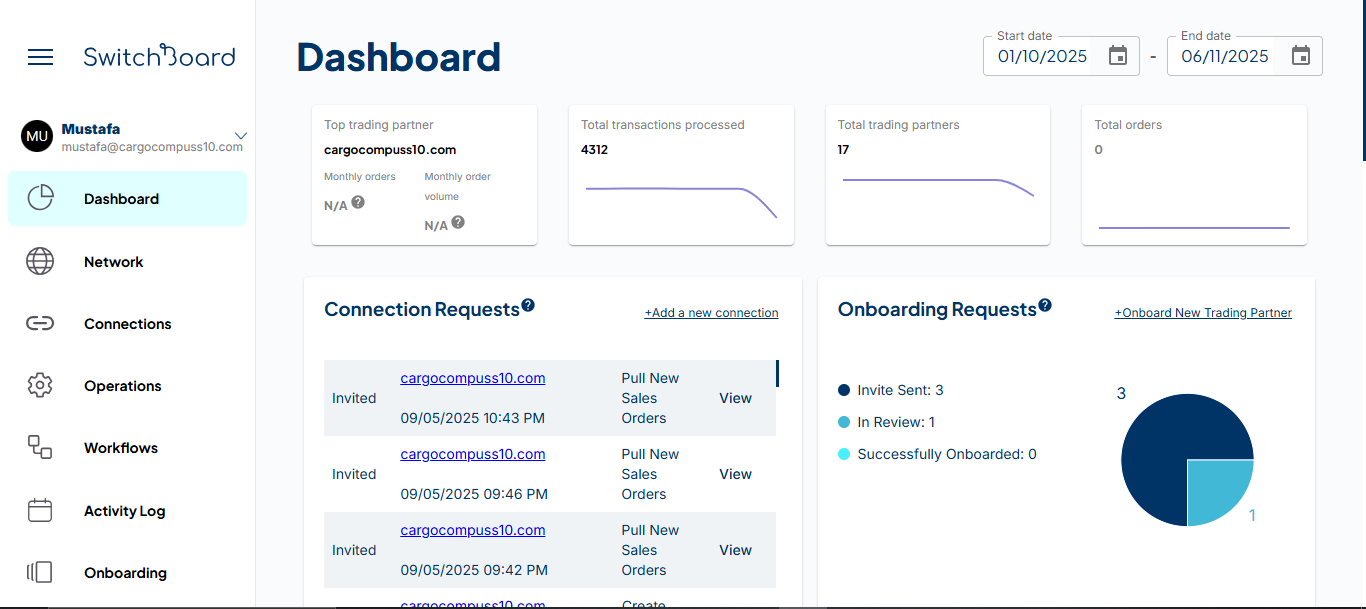 SwitchBoard
MU
Mustafa
mustafa@cargocompuss10.com
Dashboard
Network
Connections
Operations
Workflows
Activity Log
Onboarding
Dashboard
Start date
01/10/2025
-
End date
06/11/2025
Top trading partner
cargocompuss10.com
Monthly orders
N/A ?
Monthly order
volume
N/A ?
Total transactions processed
4312
Total trading partners
17
Total orders
0
Connection Requests ?
+Add a new connection
Invited
cargocompuss10.com
09/05/2025 10:43 PM
Pull New
Sales
Orders
View
Invited
cargocompuss10.com
09/05/2025 09:46 PM
Pull New
Sales
Orders
View
Invited
cargocompuss10.com
09/05/2025 09:42 PM
Pull New
Sales
Orders
View
cargocompuss10.com
Create
Onboarding Requests ?
+Onboard New Trading Partner
Invite Sent: 3
In Review: 1
Successfully Onboarded: 0
3
1